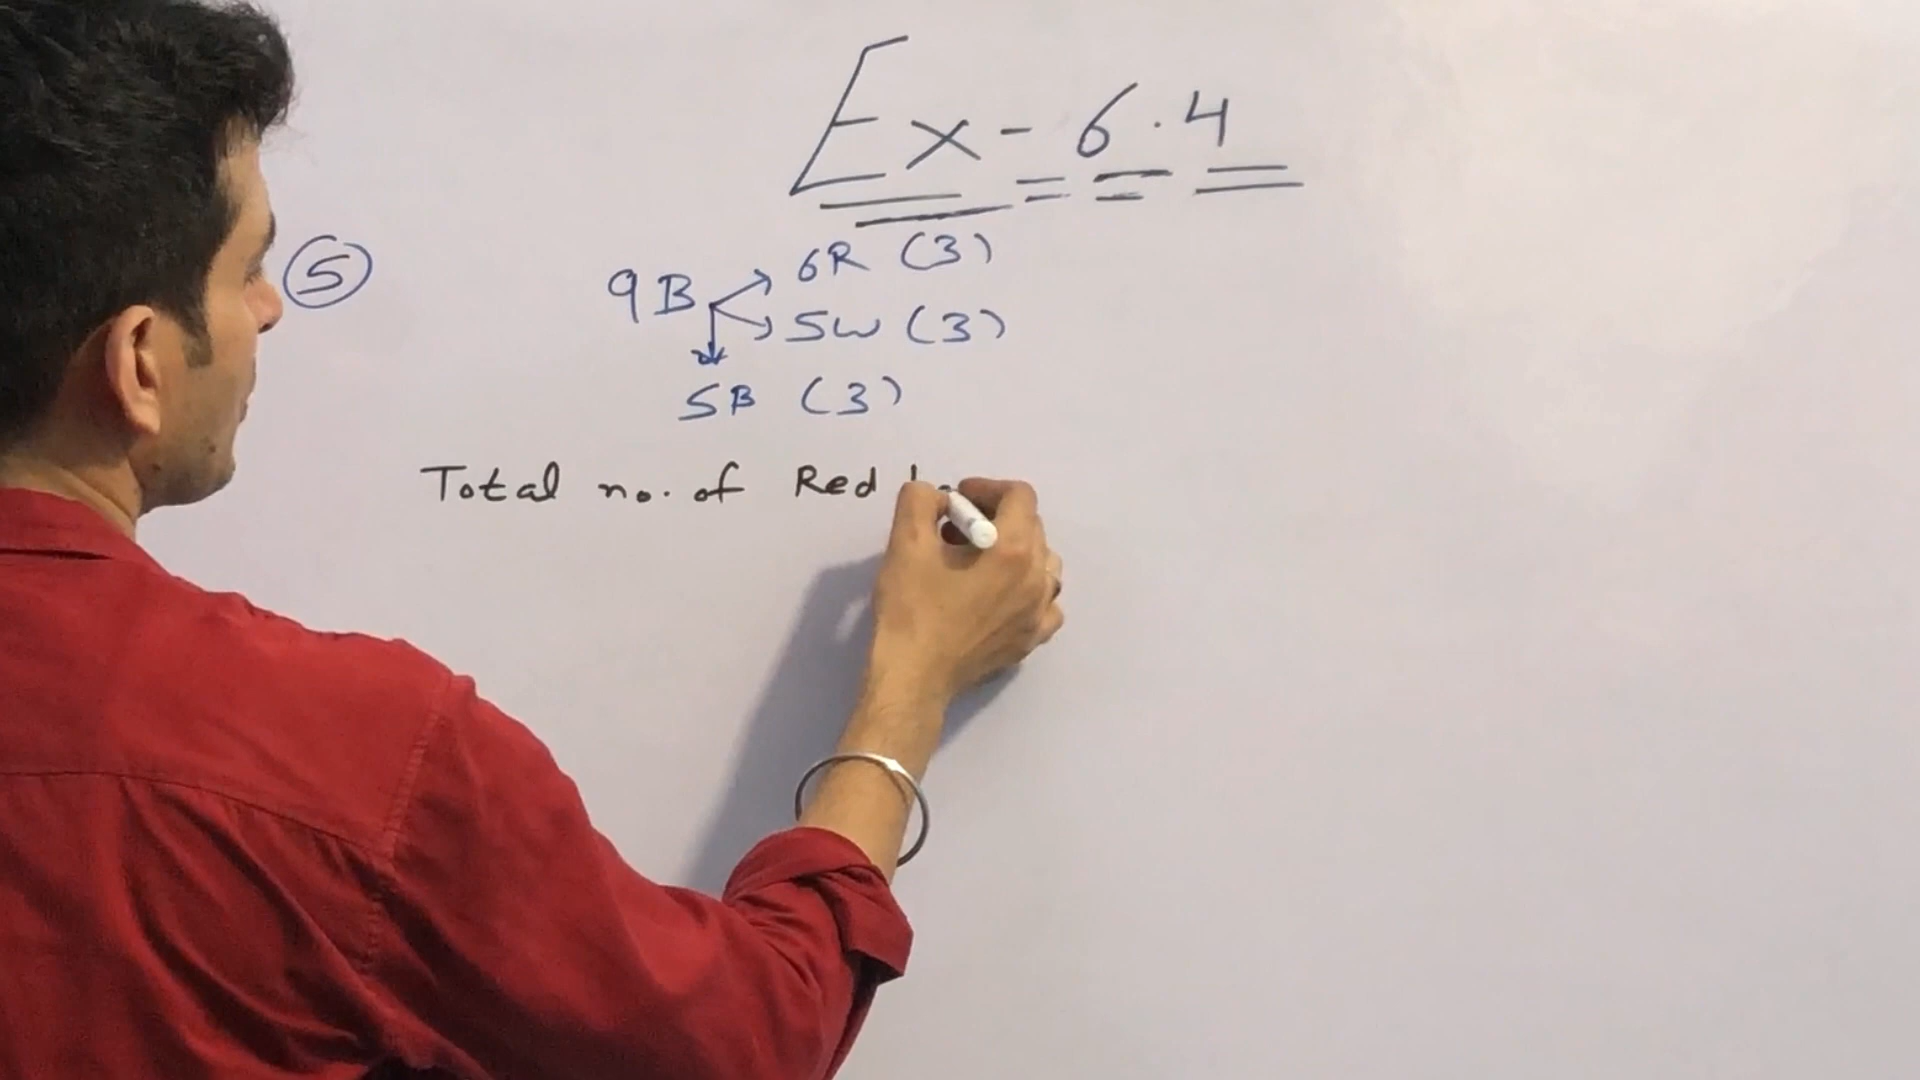 Ex - 6.4
5
9B
6R (3)
5W (3)
5B (3)
Total no. of Red